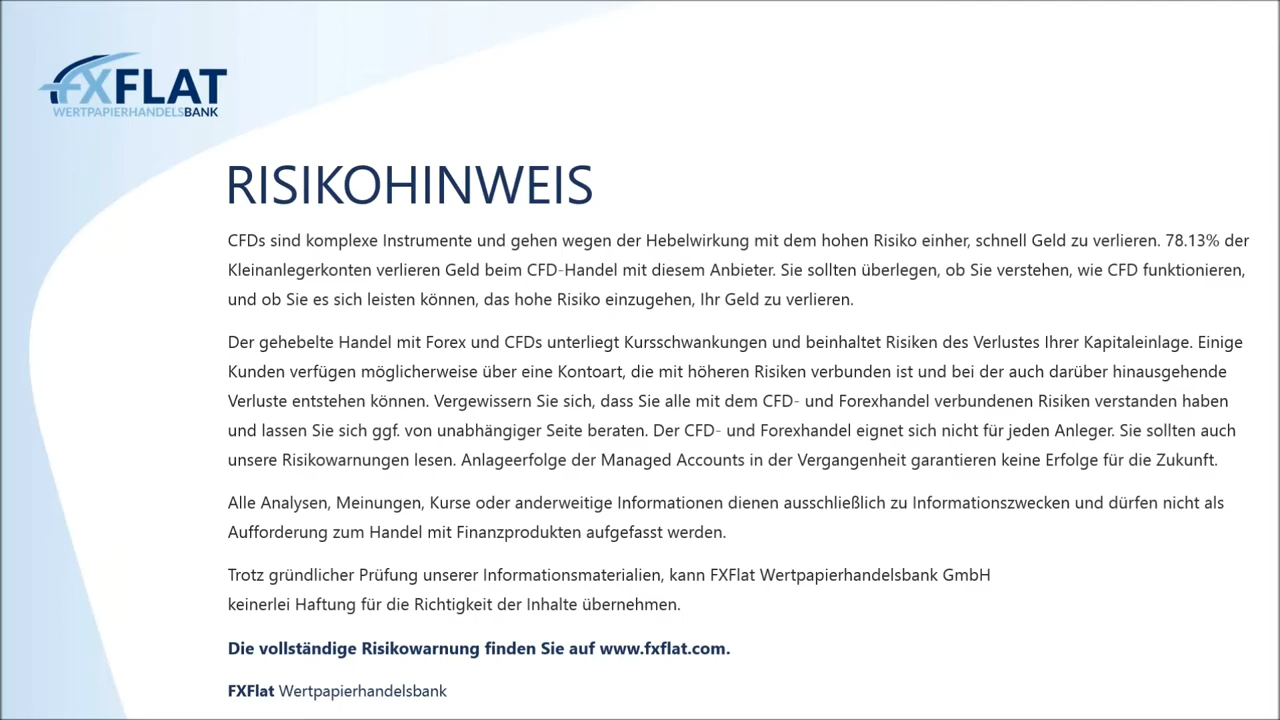 FXFLAT
WERTPAPIERHANDELSBANK
RISIKOHINWEIS
CFDs sind komplexe Instrumente und gehen wegen der Hebelwirkung mit dem hohen Risiko einher, schnell Geld zu verlieren. 78.13% der
Kleinanlegerkonten verlieren Geld beim CFD-Handel mit diesem Anbieter. Sie sollten überlegen, ob Sie verstehen, wie CFD funktionieren,
und ob Sie es sich leisten können, das hohe Risiko einzugehen, Ihr Geld zu verlieren.
Der gehebelte Handel mit Forex und CFDs unterliegt Kursschwankungen und beinhaltet Risiken des Verlustes Ihrer Kapitaleinlage. Einige
Kunden verfügen möglicherweise über eine Kontoart, die mit höheren Risiken verbunden ist und bei der auch darüber hinausgehende
Verluste entstehen können. Vergewissern Sie sich, dass Sie alle mit dem CFD- und Forexhandel verbundenen Risiken verstanden haben
und lassen Sie sich ggf. von unabhängiger Seite beraten. Der CFD- und Forexhandel eignet sich nicht für jeden Anleger. Sie sollten auch
unsere Risikowarnungen lesen. Anlageerfolge der Managed Accounts in der Vergangenheit garantieren keine Erfolge für die Zukunft.
Alle Analysen, Meinungen, Kurse oder anderweitige Informationen dienen ausschließlich zu Informationszwecken und dürfen nicht als
Aufforderung zum Handel mit Finanzprodukten aufgefasst werden.
Trotz gründlicher Prüfung unserer Informationsmaterialien, kann FXFlat Wertpapierhandelsbank GmbH
keinerlei Haftung für die Richtigkeit der Inhalte übernehmen.
Die vollständige Risikowarnung finden Sie auf www.fxflat.com.
FXFlat Wertpapierhandelsbank